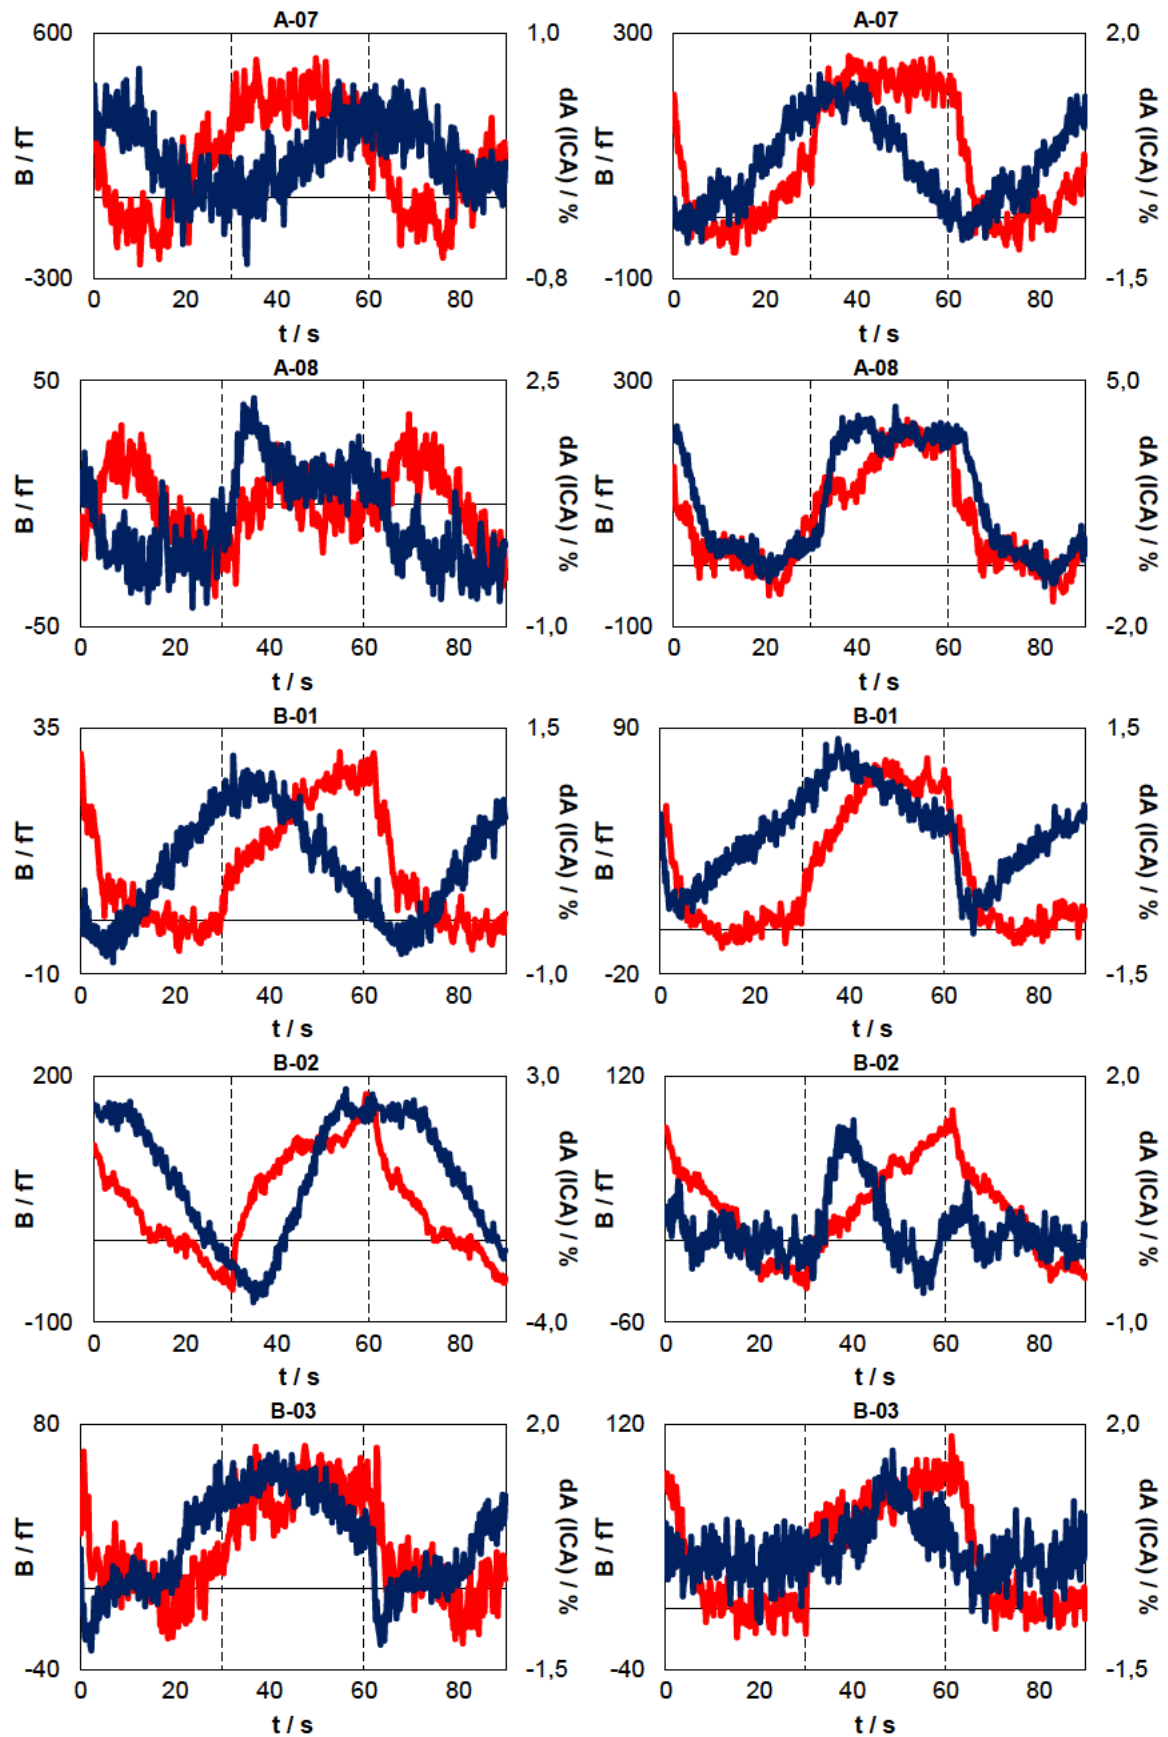 A-07
600
1,0
B / fT
dA (ICA) / %
-300
-0,8
0 20 40 60 80
t / s
A-07
300
2,0
B / fT
dA (ICA) / %
-100
-1,5
0 20 40 60 80
t / s
A-08
50
2,5
B / fT
dA (ICA) / %
-50
-1,0
0 20 40 60 80
t / s
A-08
300
5,0
B / fT
dA (ICA) / %
-100
-2,0
0 20 40 60 80
t / s
B-01
35
1,5
B / fT
dA (ICA) / %
-10
-1,0
0 20 40 60 80
t / s
B-01
90
1,5
B / fT
dA (ICA) / %
-20
-1,5
0 20 40 60 80
t / s
B-02
200
3,0
B / fT
dA (ICA) / %
-100
-4,0
0 20 40 60 80
t / s
B-02
120
2,0
B / fT
dA (ICA) / %
-60
-1,0
0 20 40 60 80
t / s
B-03
80
2,0
B / fT
dA (ICA) / %
-40
-1,5
0 20 40 60 80
t / s
B-03
120
2,0
B / fT
dA (ICA) / %
-40
-1,5
0 20 40 60 80
t / s